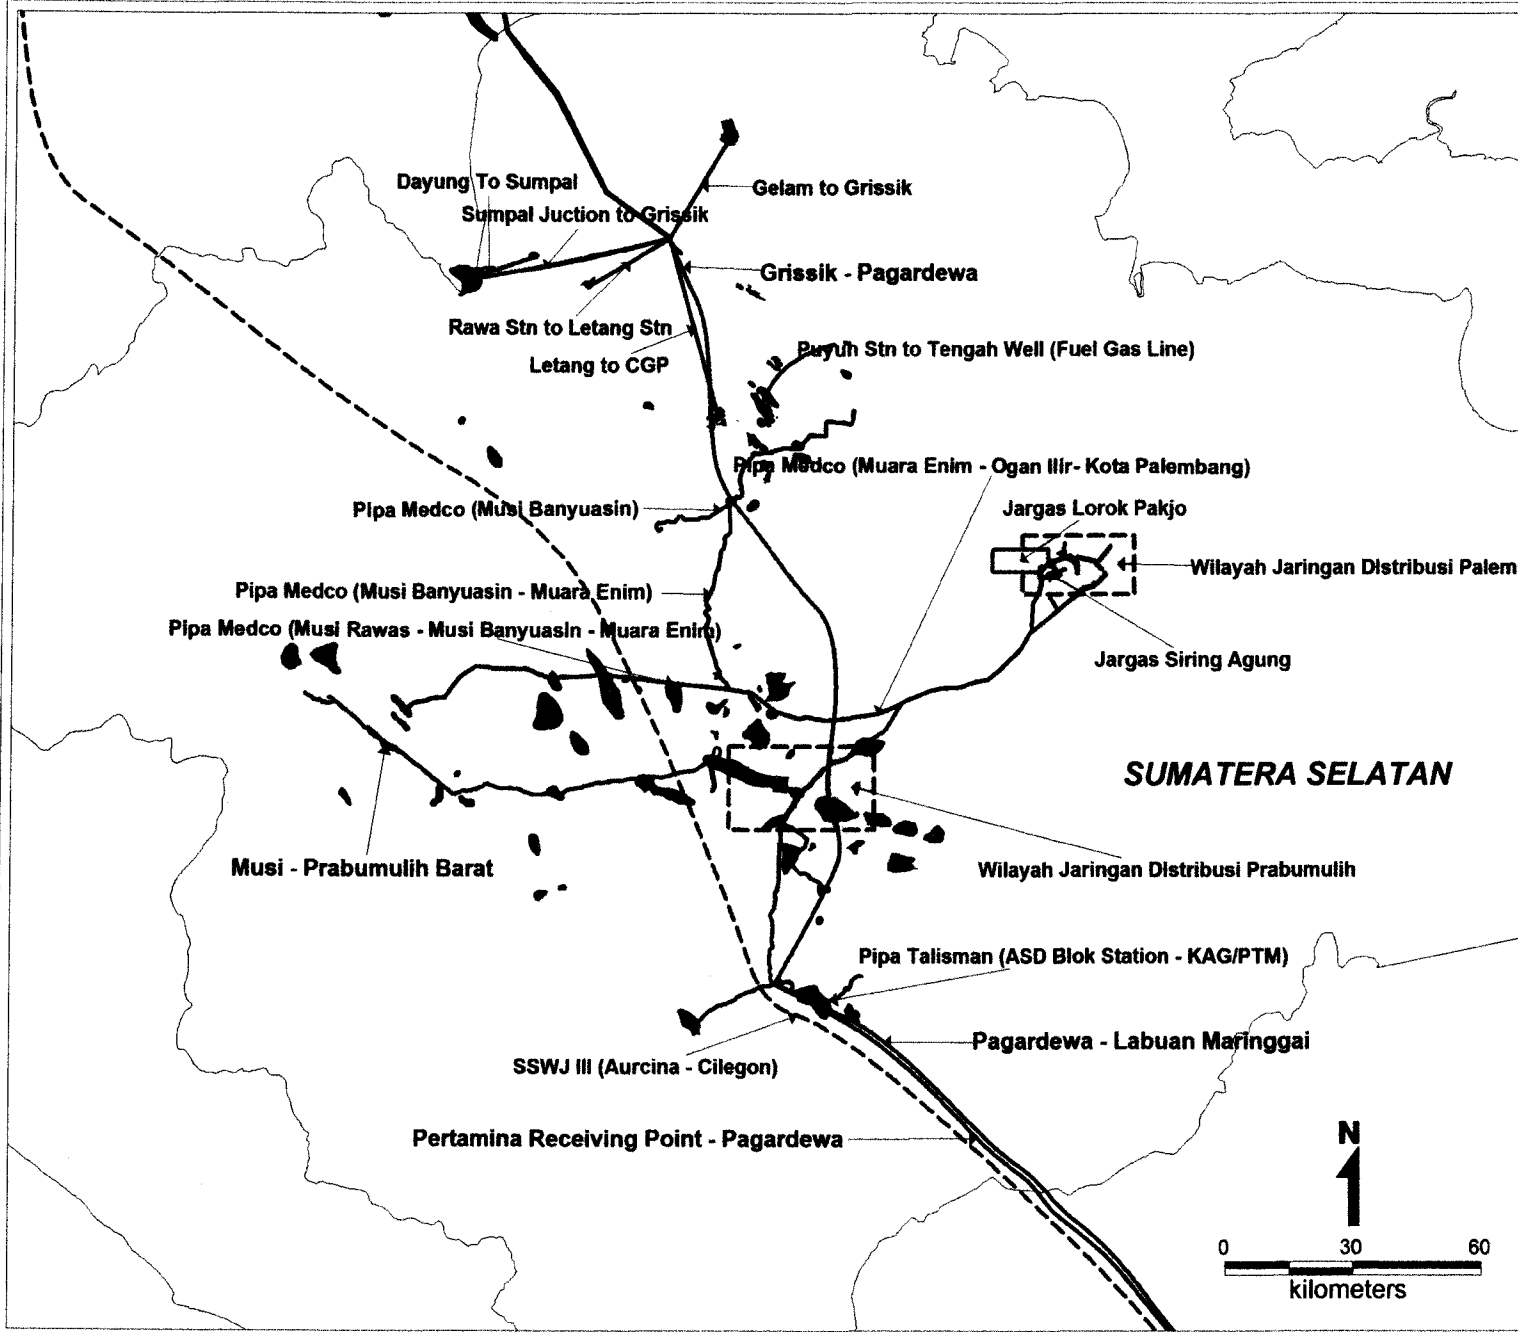 Dayung To Sumpal
Gelam to Grissik
Sumpal Juction to Grissik
Grissik - Pagardewa
Rawa Stn to Letang Stn
Puyuh Stn to Tengah Well (Fuel Gas Line)
Letang to CGP
Pipa Medco (Muara Enim - Ogan Ilir- Kota Palembang)
Pipa Medco (Musi Banyuasin)
Jargas Lorok Pakjo
Wilayah Jaringan Distribusi Palem
Pipa Medco (Musi Banyuasin - Muara Enim)
Pipa Medco (Musi Rawas - Musi Banyuasin - Muara Enim)
Jargas Siring Agung
SUMATERA SELATAN
Musi - Prabumulih Barat
Wilayah Jaringan Distribusi Prabumulih
Pipa Talisman (ASD Blok Station - KAG/PTM)
Pagardewa - Labuan Maringgai
SSWJ III (Aurcina - Cilegon)
Pertamina Receiving Point - Pagardewa
N
0 30 60
kilometers